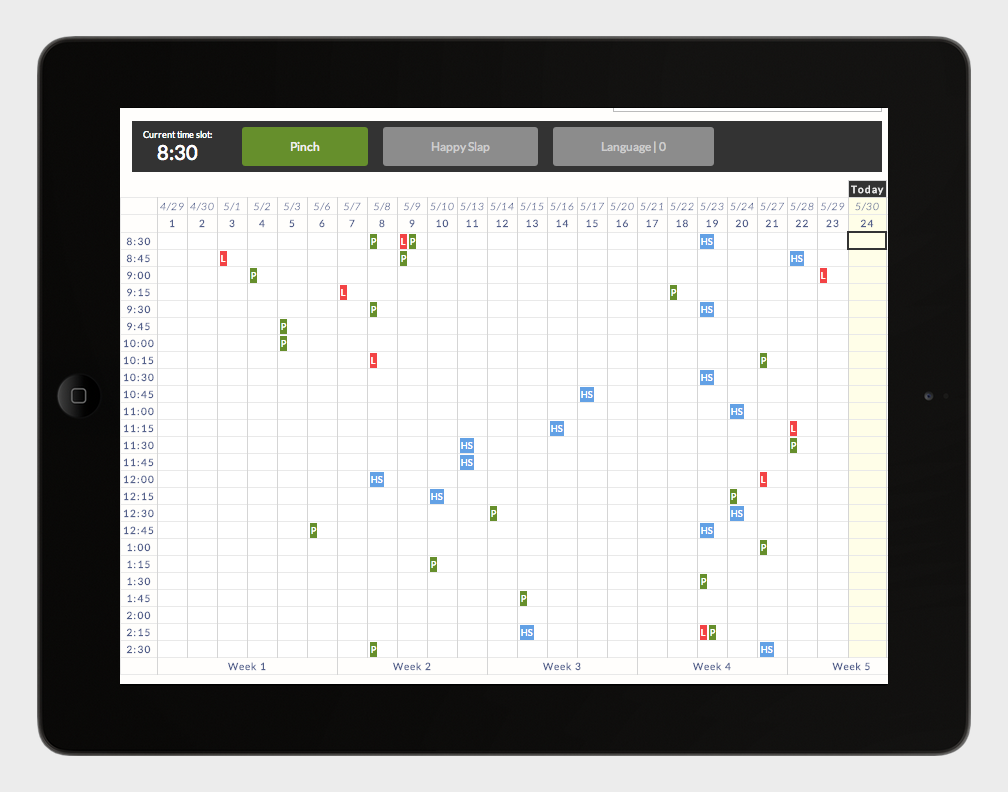 Current time slot:
8:30
Pinch
Happy Slap
Language | 0
Today
4/29 4/30 5/1 5/2 5/3 5/6 5/7 5/8 5/9 5/10 5/13 5/14 5/15 5/16 5/17 5/20 5/21 5/22 5/23 5/24 5/27 5/28 5/29 5/30
1 2 3 4 5 6 7 8 9 10 11 12 13 14 15 16 17 18 19 20 21 22 23 24
8:30 P L P HS
8:45 L P HS
9:00 P L
9:15 L P
9:30 P HS
9:45 P
10:00 P
10:15 L P
10:30 HS
10:45 HS
11:00 HS
11:15 HS L
11:30 HS P
11:45 HS
12:00 HS L
12:15 HS P
12:30 P HS
12:45 P HS
1:00 P
1:15 P
1:30 P
1:45 P
2:00
2:15 HS L P
2:30 P HS
Week 1 Week 2 Week 3 Week 4 Week 5